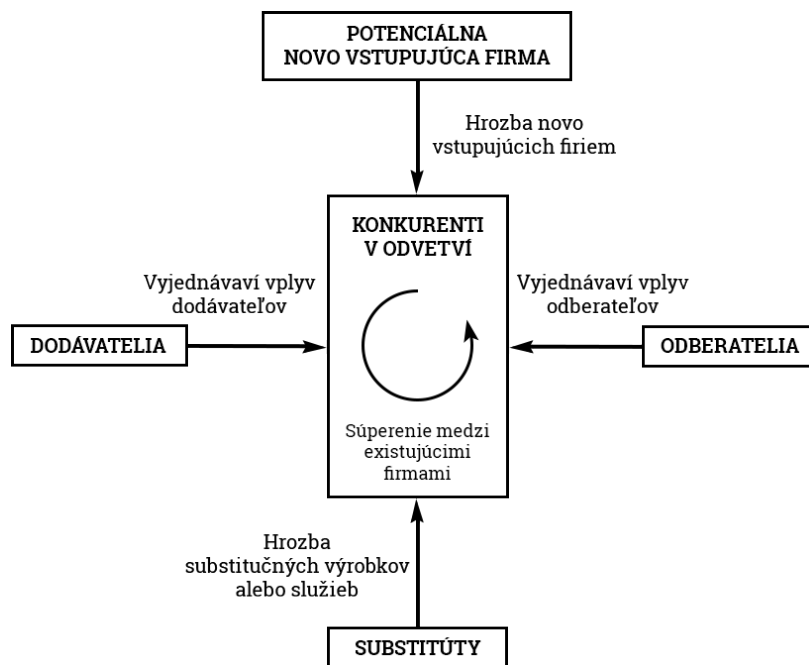 POTENCIÁLNA
NOVO VSTUPUJÚCA FIRMA
Hrozba novo
vstupujúcich firiem
KONKURENTI
V ODVETVÍ
Vyjednávaví vplyv
dodávateľov
Vyjednávaví vplyv
odberateľov
DODÁVATELIA
ODBERATELIA
Súperenie medzi
existujúcimi
firmami
Hrozba
substitučných výrobkov
alebo služieb
SUBSTITÚTY